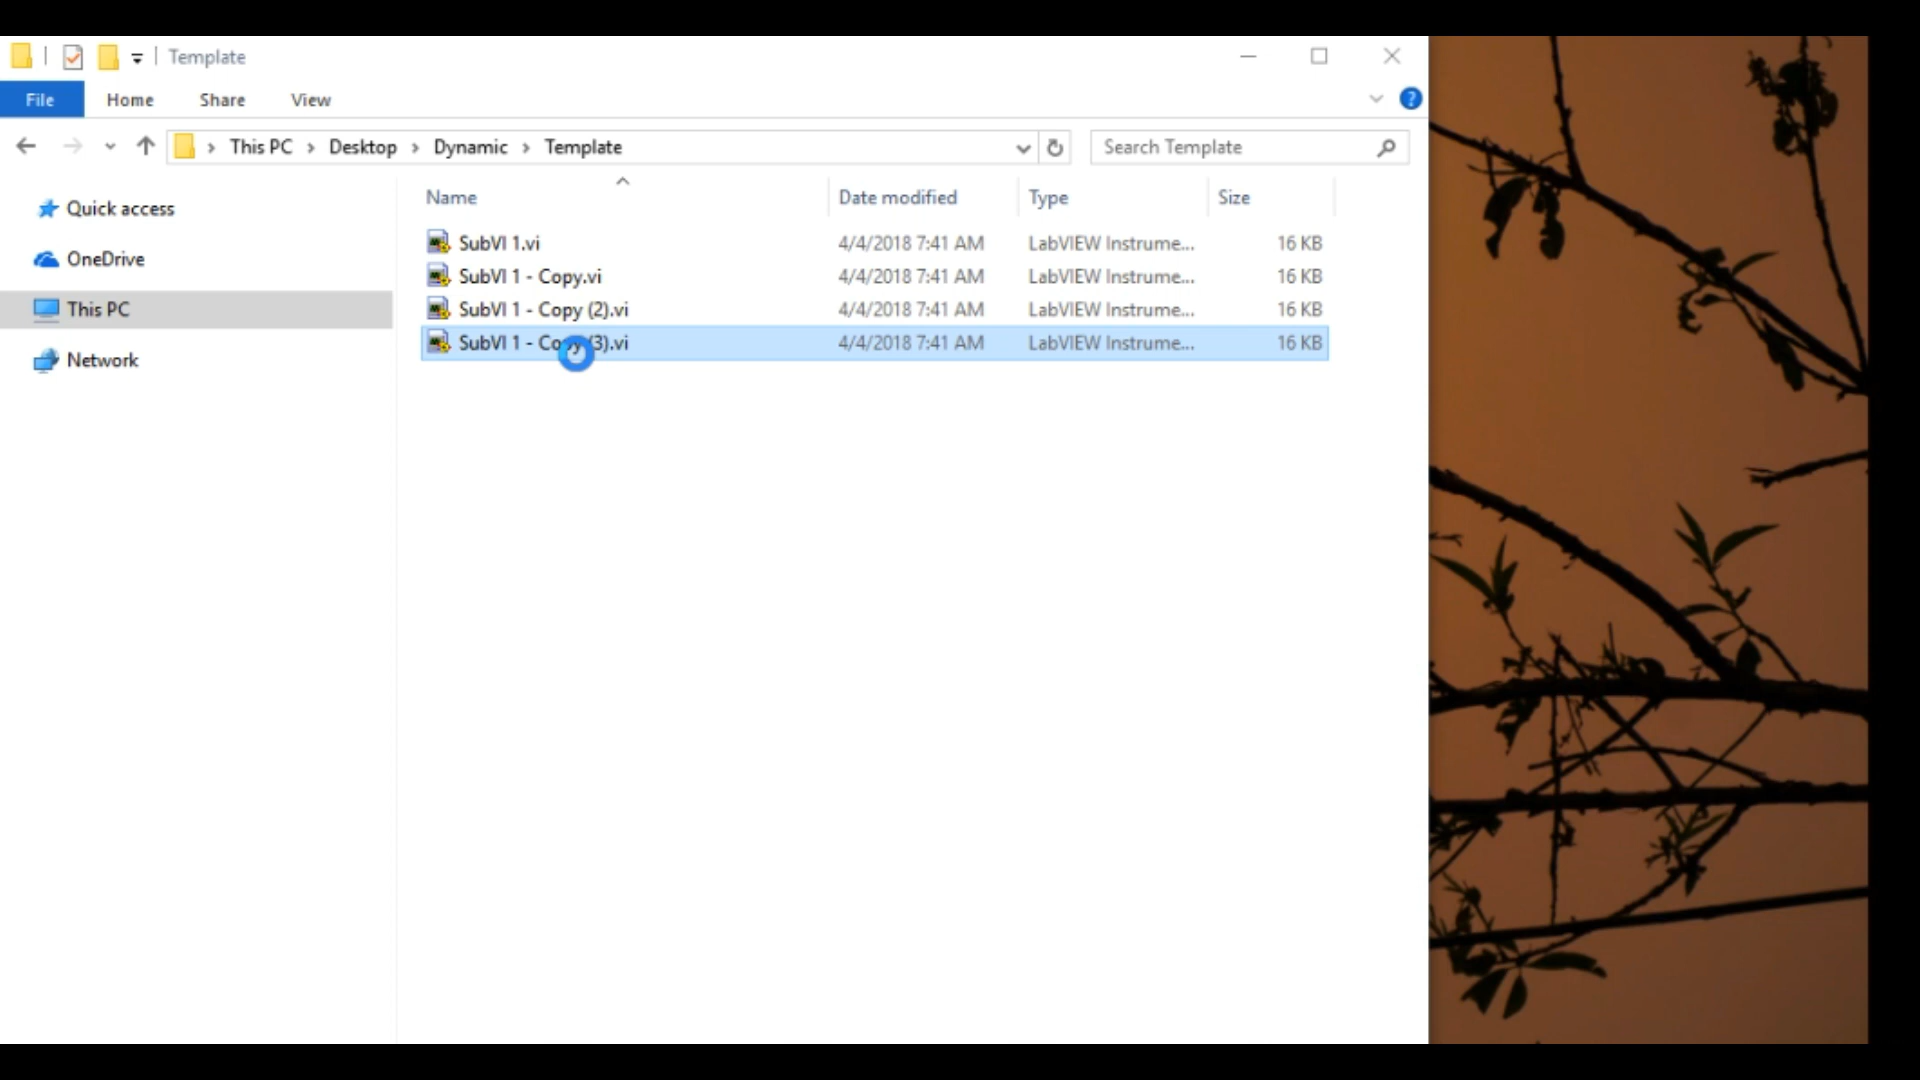 Template
File Home Share View
This PC Desktop Dynamic Template
Search Template
Quick access
OneDrive
This PC
Network
Name Date modified Type Size
SubVI 1.vi 4/4/2018 7:41 AM LabVIEW Instrume... 16 KB
SubVI 1 - Copy.vi 4/4/2018 7:41 AM LabVIEW Instrume... 16 KB
SubVI 1 - Copy (2).vi 4/4/2018 7:41 AM LabVIEW Instrume... 16 KB
SubVI 1 - Copy (3).vi 4/4/2018 7:41 AM LabVIEW Instrume... 16 KB